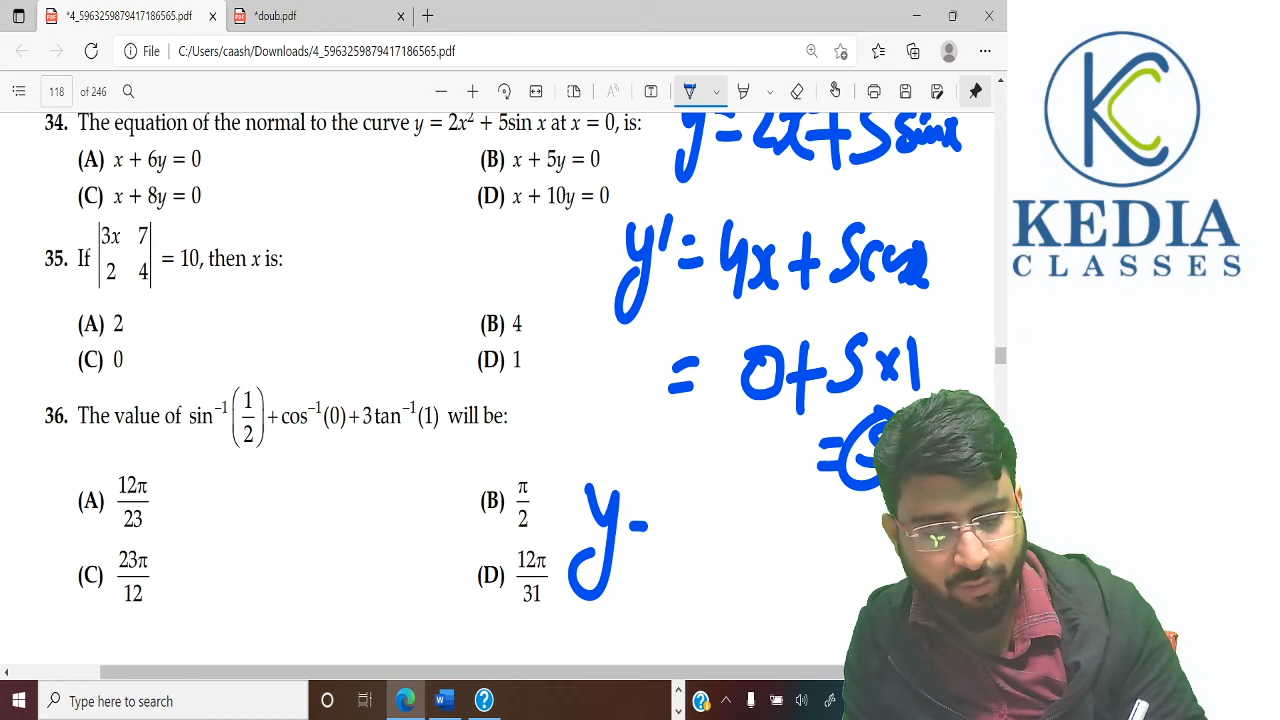 *4_5963259879417186565.pdf
*doub.pdf
File C:/Users/caash/Downloads/4_5963259879417186565.pdf
118 of 246
34. The equation of the normal to the curve y = 2x² + 5sin x at x = 0, is:
(A) x + 6y = 0
(B) x + 5y = 0
(C) x + 8y = 0
(D) x + 10y = 0
35. If |3x 7
2 4| = 10, then x is:
(A) 2
(B) 4
(C) 0
(D) 1
36. The value of sin⁻¹(1/2) + cos⁻¹(0) + 3tan⁻¹(1) will be:
(A) 12π/23
(B) π/2
(C) 23π/12
(D) 12π/31
y = 2x² + 5 sinx
y' = 4x + 5cosx
= 0 + 5 × 1
= 5
y -
KC
KEDIA
CLASSES
Type here to search